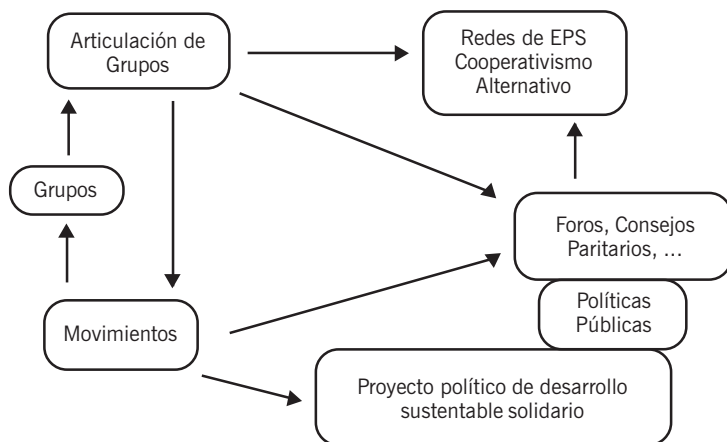 Articulación de
Grupos
Redes de EPS
Cooperativismo
Alternativo
Grupos
Foros, Consejos
Paritarios, ...
Movimientos
Políticas
Públicas
Proyecto político de desarrollo
sustentable solidario